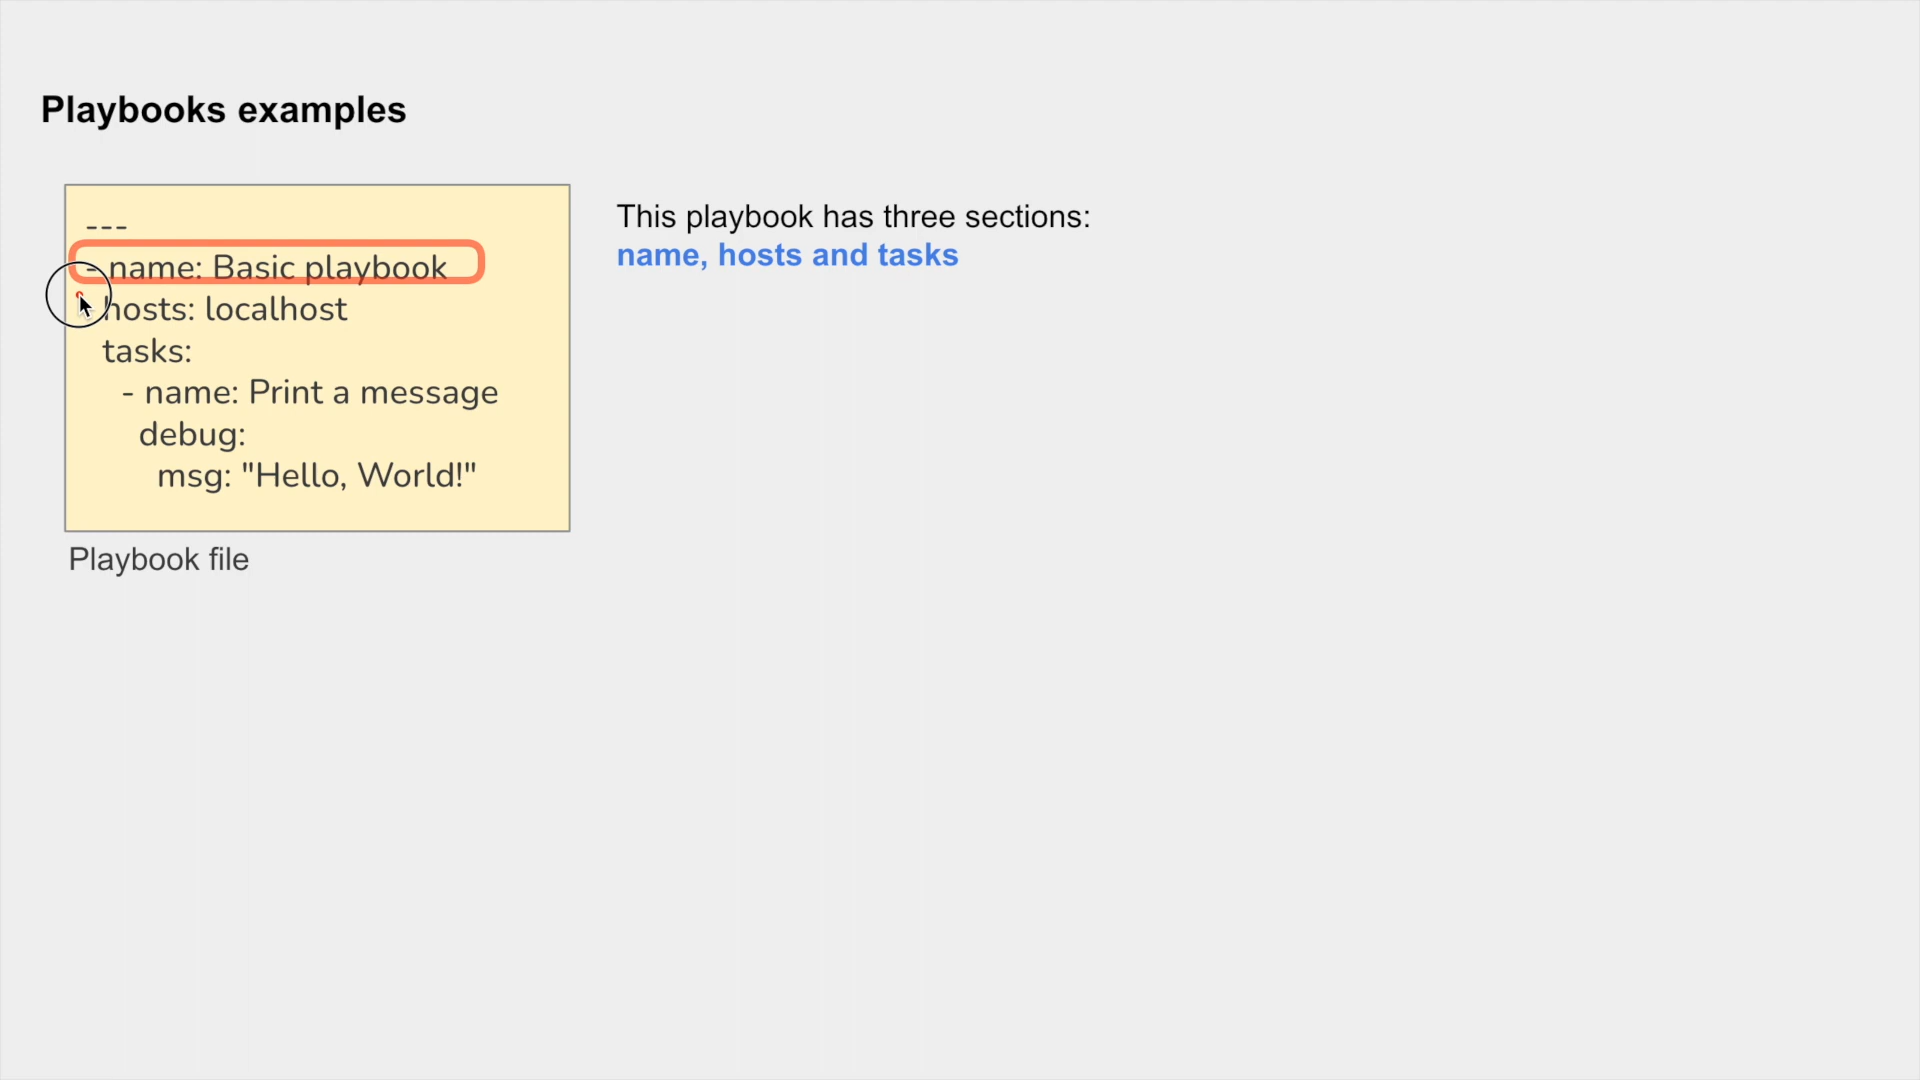 Playbooks examples
---
- name: Basic playbook
hosts: localhost
tasks:
- name: Print a message
debug:
msg: "Hello, World!"
Playbook file
This playbook has three sections:
name, hosts and tasks